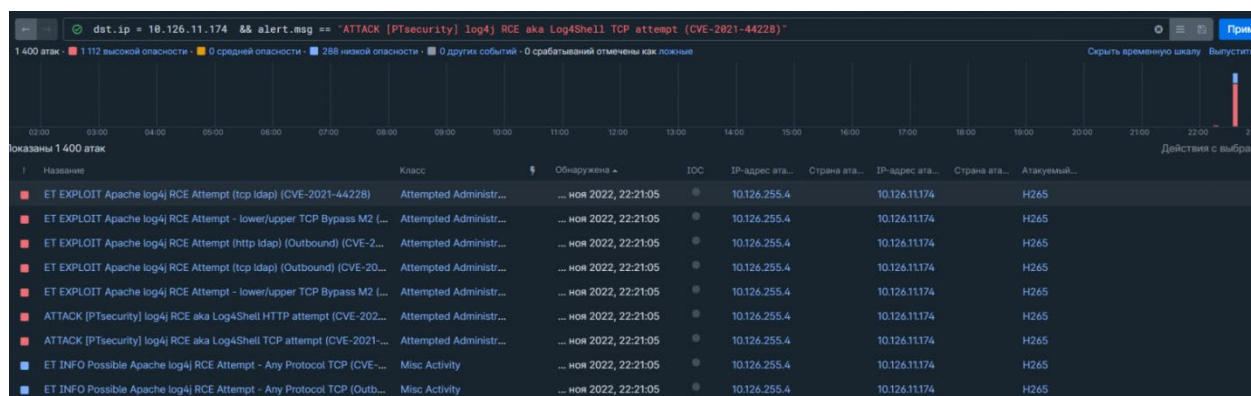 dst.ip = 10.126.11.174 && alert.msg == "ATTACK [PTsecurity] log4j RCE aka Log4Shell TCP attempt (CVE-2021-44228)"
Прим
1 400 атак · 1 112 высокой опасности · 0 средней опасности · 288 низкой опасности · 0 других событий · 0 срабатываний отмечены как ложные
Скрыть временную шкалу Выпустить
02:00 03:00 04:00 05:00 06:00 07:00 08:00 09:00 10:00 11:00 12:00 13:00 14:00 15:00 16:00 17:00 18:00 19:00 20:00 21:00 22:00 2
Показаны 1 400 атак
Действия с выбра
! Название Класс Обнаружена IOC IP-адрес ата... Страна ата... IP-адрес ата... Страна ата... Атакуемый...
ET EXPLOIT Apache log4j RCE Attempt (tcp ldap) (CVE-2021-44228) Attempted Administr... ... ноя 2022, 22:21:05 10.126.255.4 10.126.11.174 H265
ET EXPLOIT Apache log4j RCE Attempt - lower/upper TCP Bypass M2 (... Attempted Administr... ... ноя 2022, 22:21:05 10.126.255.4 10.126.11.174 H265
ET EXPLOIT Apache log4j RCE Attempt (http ldap) (Outbound) (CVE-2... Attempted Administr... ... ноя 2022, 22:21:05 10.126.255.4 10.126.11.174 H265
ET EXPLOIT Apache log4j RCE Attempt (tcp ldap) (Outbound) (CVE-20... Attempted Administr... ... ноя 2022, 22:21:05 10.126.255.4 10.126.11.174 H265
ET EXPLOIT Apache log4j RCE Attempt - lower/upper TCP Bypass M2 (... Attempted Administr... ... ноя 2022, 22:21:05 10.126.255.4 10.126.11.174 H265
ATTACK [PTsecurity] log4j RCE aka Log4Shell HTTP attempt (CVE-202... Attempted Administr... ... ноя 2022, 22:21:05 10.126.255.4 10.126.11.174 H265
ATTACK [PTsecurity] log4j RCE aka Log4Shell TCP attempt (CVE-2021-... Attempted Administr... ... ноя 2022, 22:21:05 10.126.255.4 10.126.11.174 H265
ET INFO Possible Apache log4j RCE Attempt - Any Protocol TCP (CVE-... Misc Activity ... ноя 2022, 22:21:05 10.126.255.4 10.126.11.174 H265
ET INFO Possible Apache log4j RCE Attempt - Any Protocol TCP (Outb... Misc Activity ... ноя 2022, 22:21:05 10.126.255.4 10.126.11.174 H265